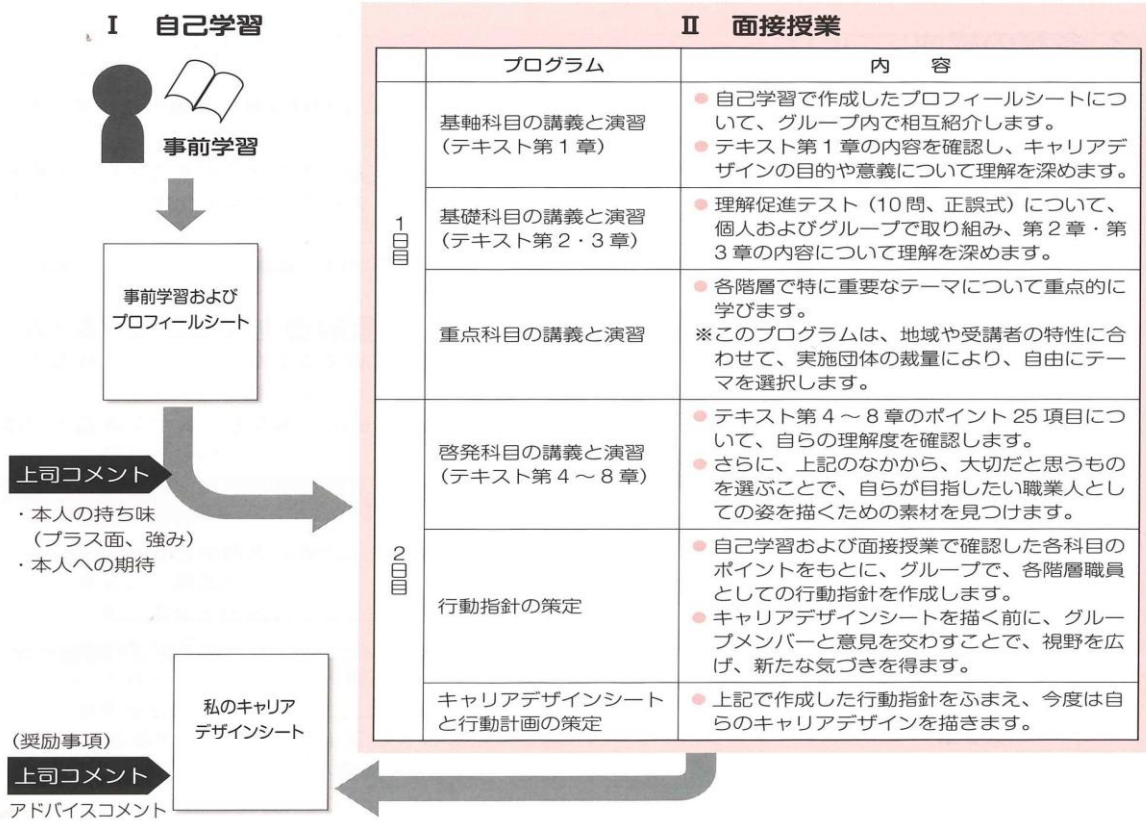 Ⅰ 自己学習
事前学習
事前学習および
プロフィールシート
上司コメント
・本人の持ち味
（プラス面、強み）
・本人への期待
私のキャリア
デザインシート
（奨励事項）
上司コメント
アドバイスコメント
Ⅱ 面接授業
プログラム
内 容
1日目
基軸科目の講義と演習
（テキスト第1章）
● 自己学習で作成したプロフィールシートにつ
いて、グループ内で相互紹介します。
● テキスト第1章の内容を確認し、キャリアデ
ザインの目的や意義について理解を深めます。
基礎科目の講義と演習
（テキスト第2・3章）
● 理解促進テスト（10問、正誤式）について、
個人およびグループで取り組み、第2章・第
3章の内容について理解を深めます。
重点科目の講義と演習
● 各階層で特に重要なテーマについて重点的に
学びます。
※このプログラムは、地域や受講者の特性に合
わせて、実施団体の裁量により、自由にテー
マを選択します。
2日目
啓発科目の講義と演習
（テキスト第4～8章）
● テキスト第4～8章のポイント25項目につ
いて、自らの理解度を確認します。
● さらに、上記のなかから、大切だと思うもの
を選ぶことで、自らが目指したい職業人とし
ての姿を描くための素材を見つけます。
行動指針の策定
● 自己学習および面接授業で確認した各科目の
ポイントをもとに、グループで、各階層職員
としての行動指針を作成します。
● キャリアデザインシートを描く前に、グルー
プメンバーと意見を交わすことで、視野を広
げ、新たな気づきを得ます。
キャリアデザインシート
と行動計画の策定
● 上記で作成した行動指針をふまえ、今度は自
らのキャリアデザインを描きます。